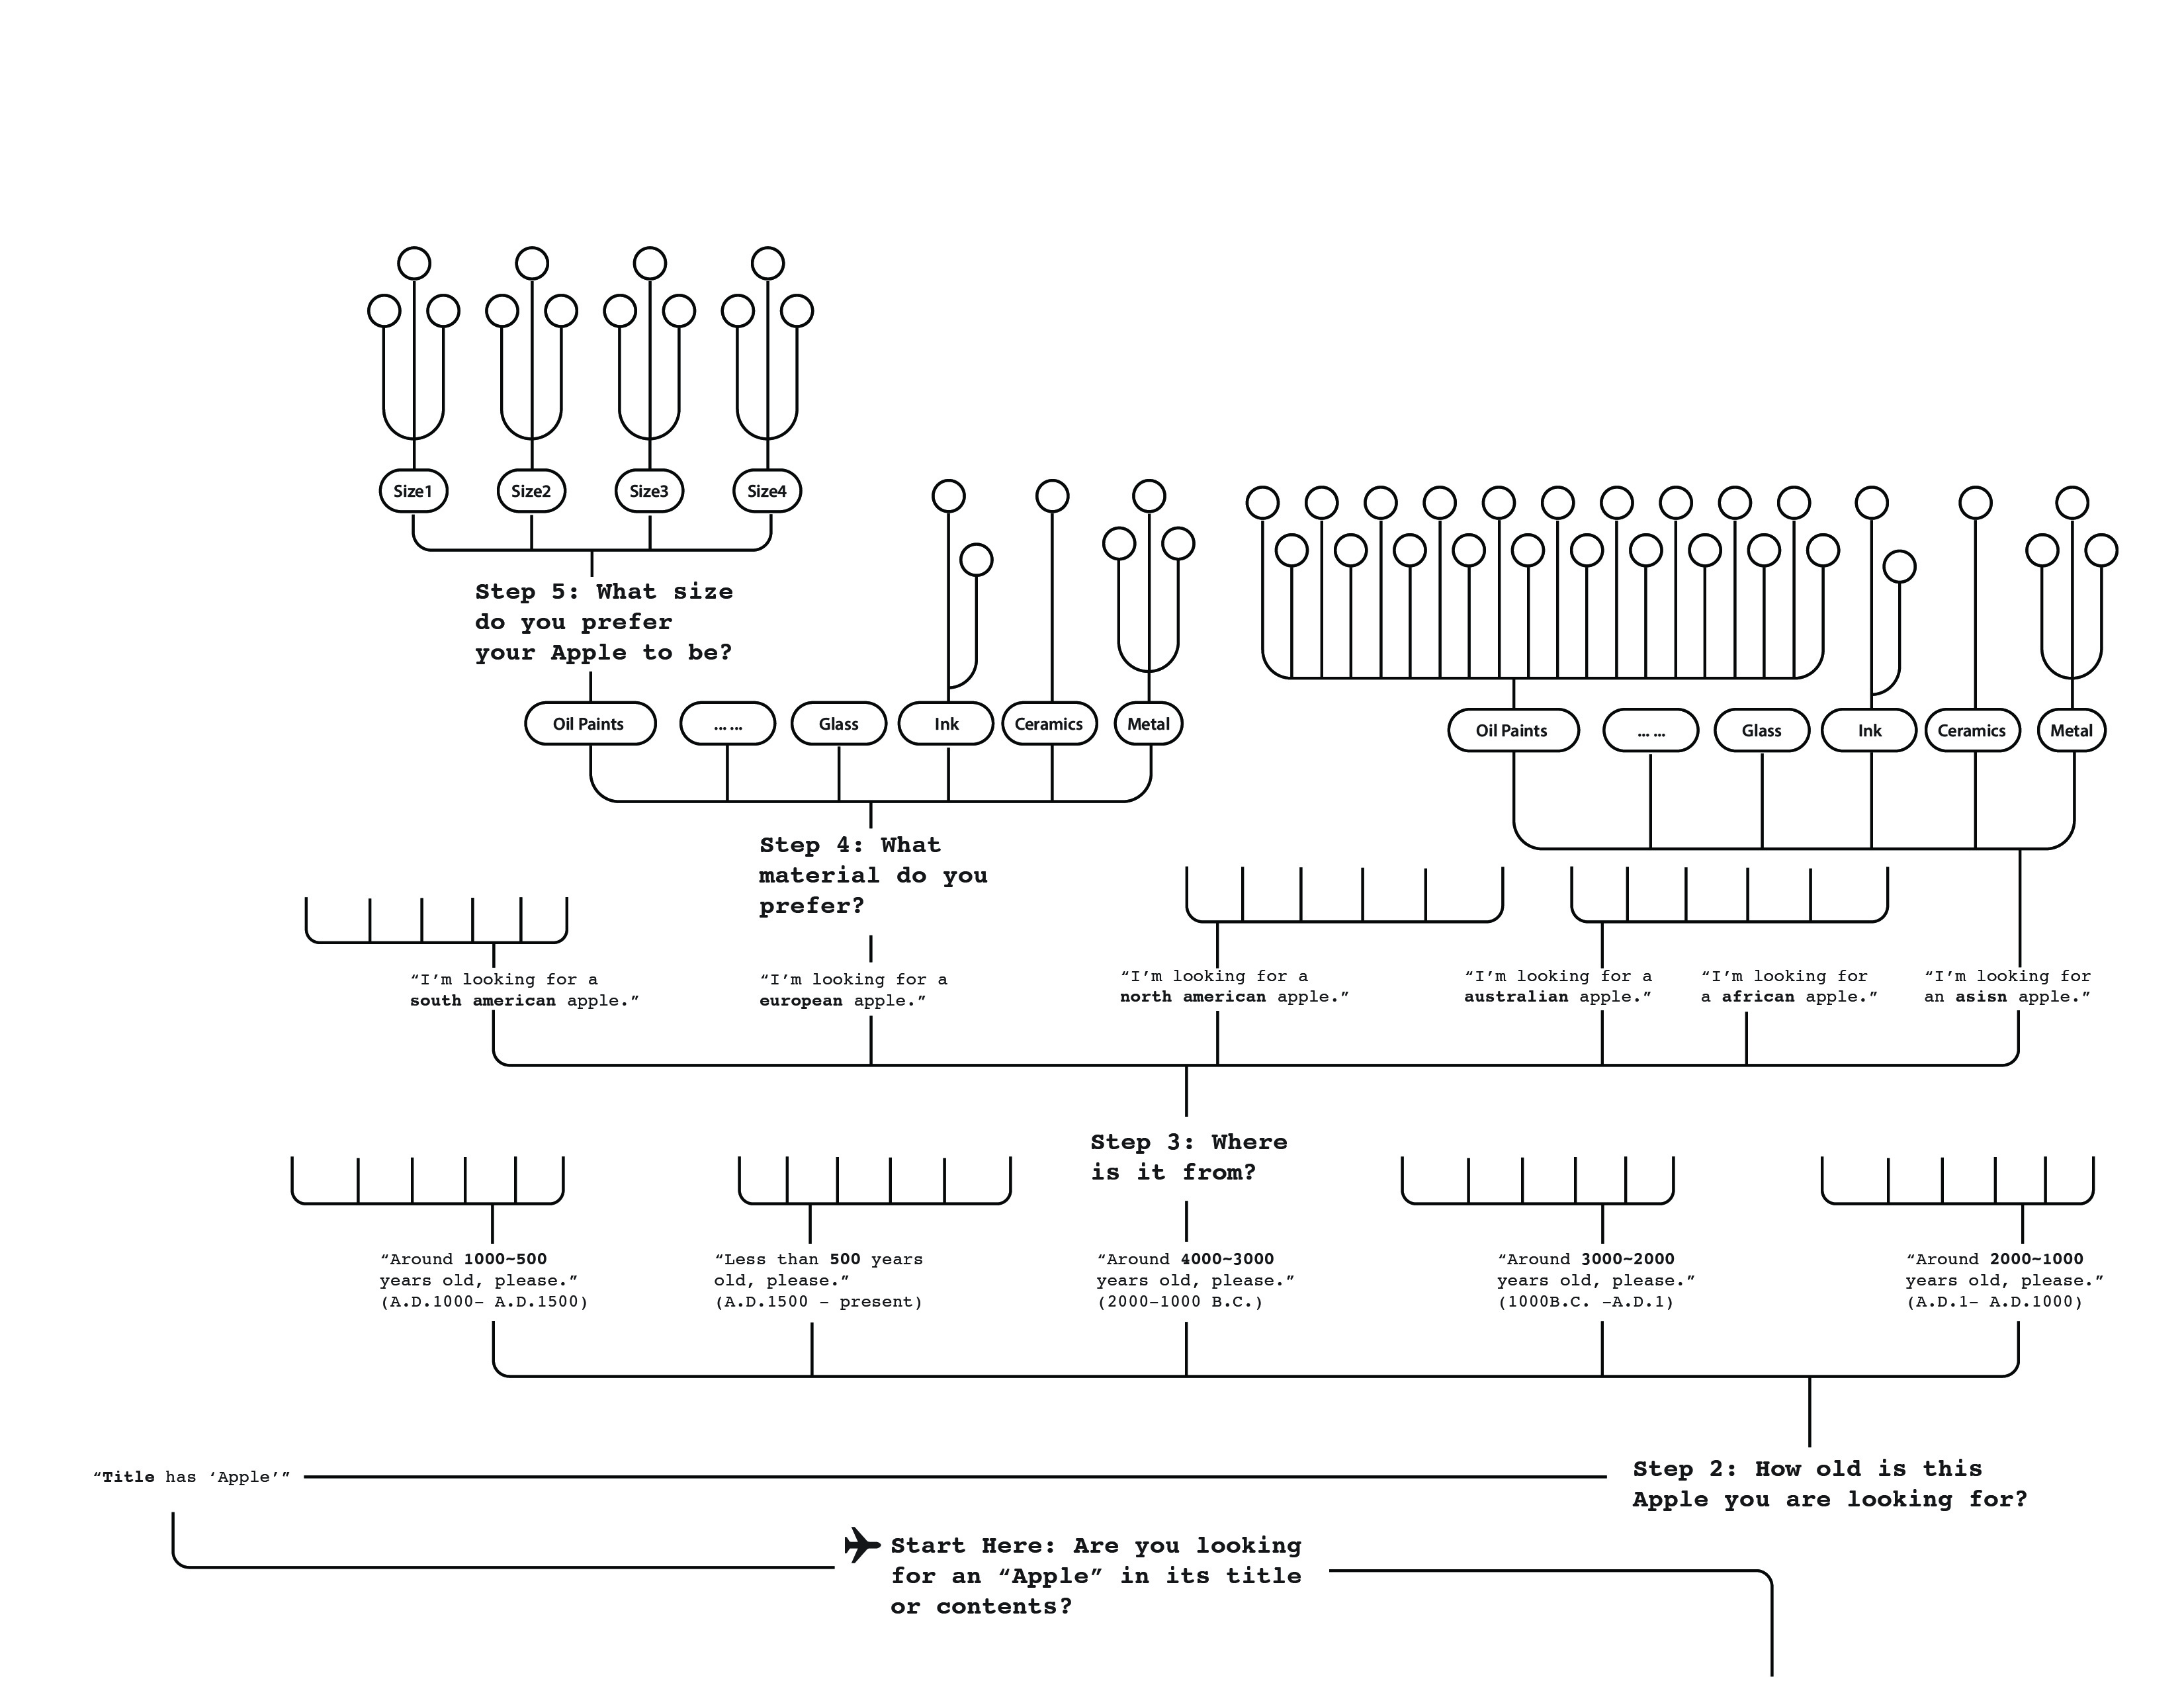 Size1
Size2
Size3
Size4
Step 5: What size
do you prefer
your Apple to be?
Oil Paints
... ...
Glass
Ink
Ceramics
Metal
Oil Paints
... ...
Glass
Ink
Ceramics
Metal
Step 4: What
material do you
prefer?
“I’m looking for a
south american apple.”
“I’m looking for a
european apple.”
“I’m looking for a
north american apple.”
“I’m looking for a
australian apple.”
“I’m looking for
a african apple.”
“I’m looking for
an asisn apple.”
Step 3: Where
is it from?
“Around 1000~500
years old, please.”
(A.D.1000– A.D.1500)
“Less than 500 years
old, please.”
(A.D.1500 – present)
“Around 4000~3000
years old, please.”
(2000–1000 B.C.)
“Around 3000~2000
years old, please.”
(1000B.C. –A.D.1)
“Around 2000~1000
years old, please.”
(A.D.1– A.D.1000)
“Title has ‘Apple’”
Step 2: How old is this
Apple you are looking for?
Start Here: Are you looking
for an “Apple” in its title
or contents?